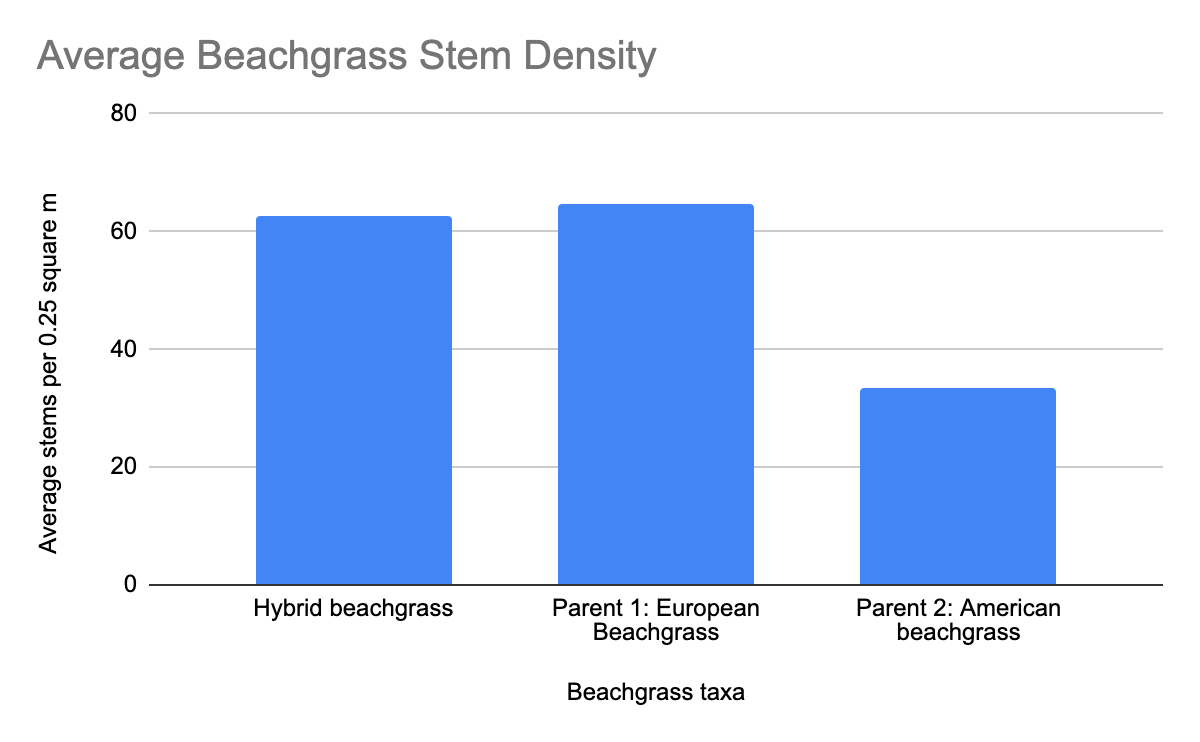 Average Beachgrass Stem Density
Average stems per 0.25 square m
80
60
40
20
0
Hybrid beachgrass
Parent 1: European
Beachgrass
Parent 2: American
beachgrass
Beachgrass taxa